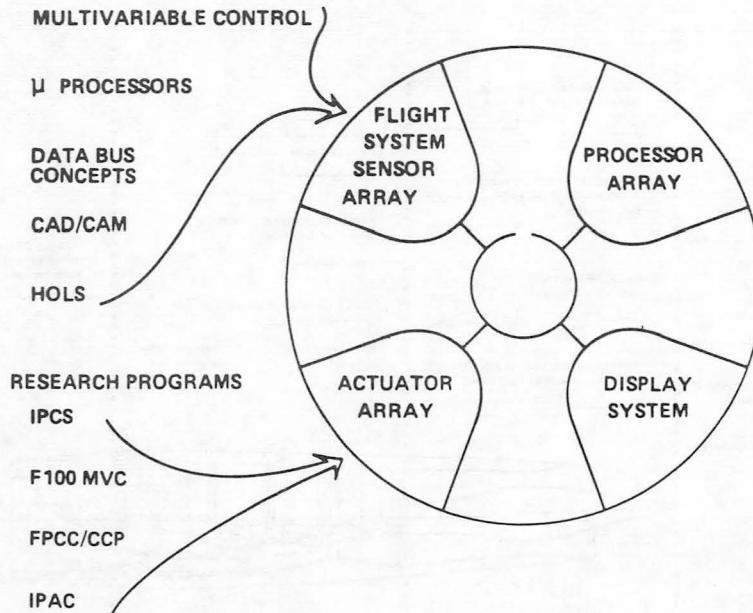 MULTIVARIABLE CONTROL
μ PROCESSORS
DATA BUS
CONCEPTS
CAD/CAM
HOLS
RESEARCH PROGRAMS
IPCS
F100 MVC
FPCC/CCP
IPAC
FLIGHT
SYSTEM
SENSOR
ARRAY
PROCESSOR
ARRAY
ACTUATOR
ARRAY
DISPLAY
SYSTEM